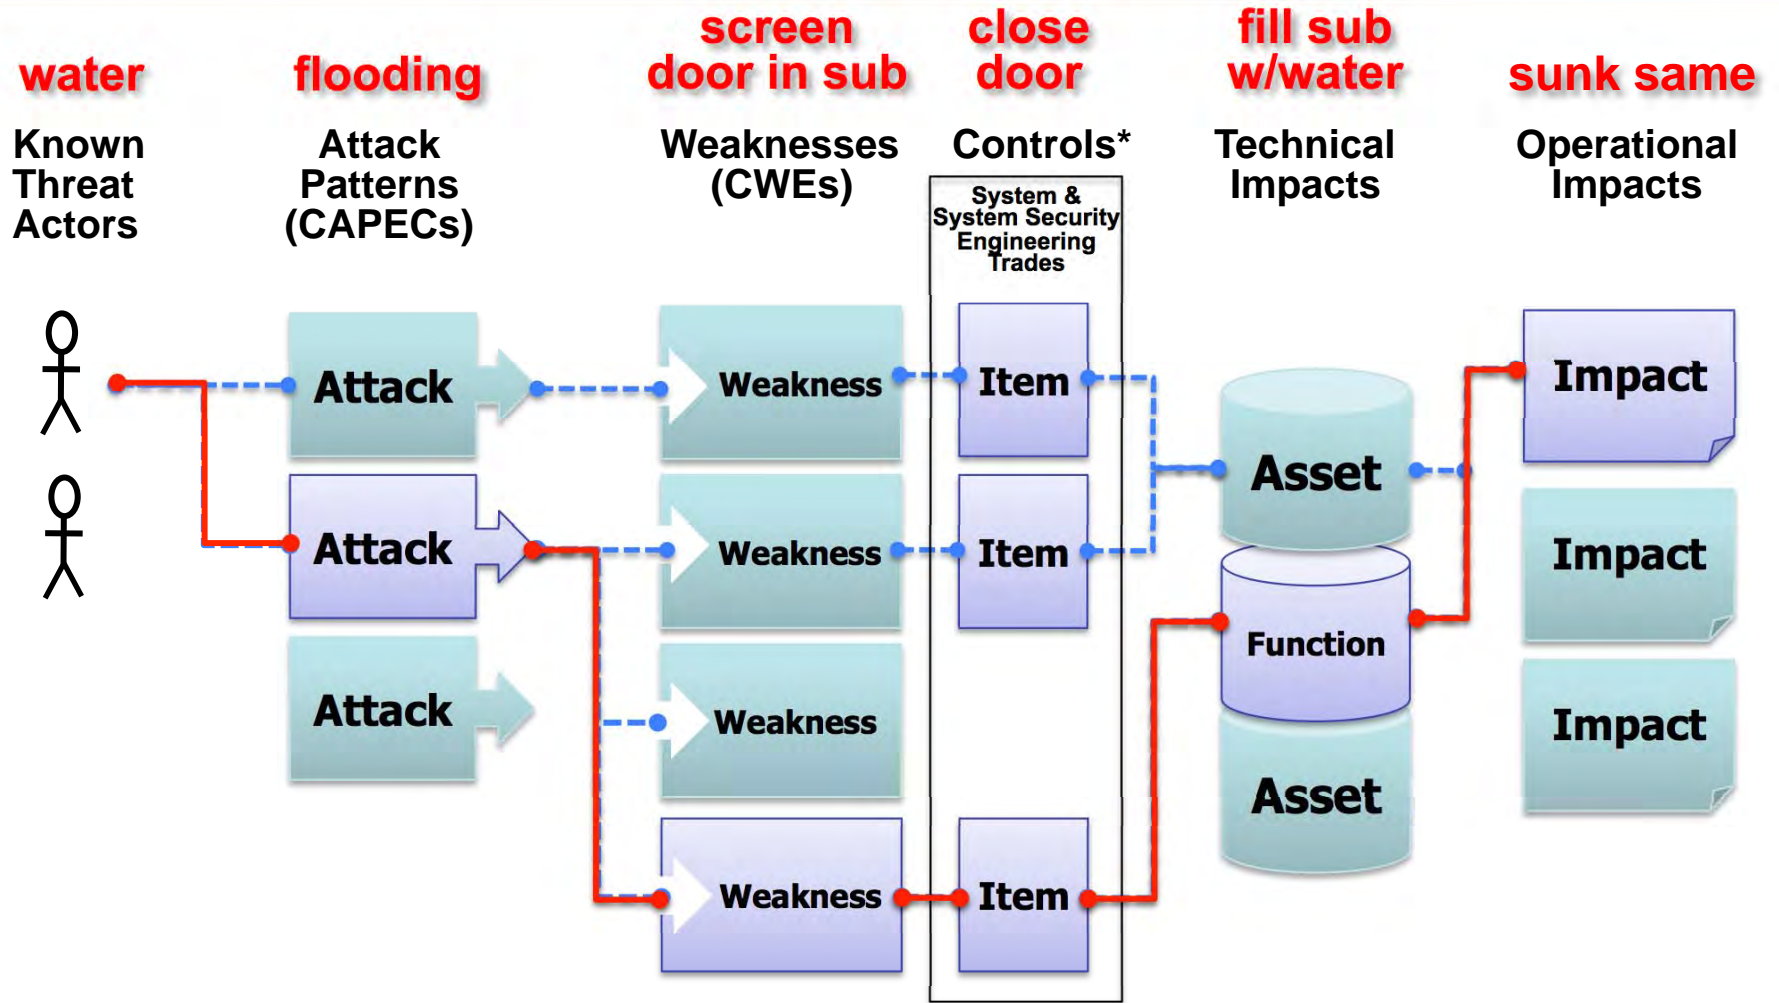 water
flooding
screen
door in sub
close
door
fill sub
w/water
sunk same
Known
Threat
Actors
Attack
Patterns
(CAPECs)
Weaknesses
(CWEs)
Controls*
System &
System Security
Engineering
Trades
Technical
Impacts
Operational
Impacts
Attack
Weakness
Item
Impact
Asset
Attack
Weakness
Item
Impact
Function
Attack
Weakness
Impact
Asset
Weakness
Item